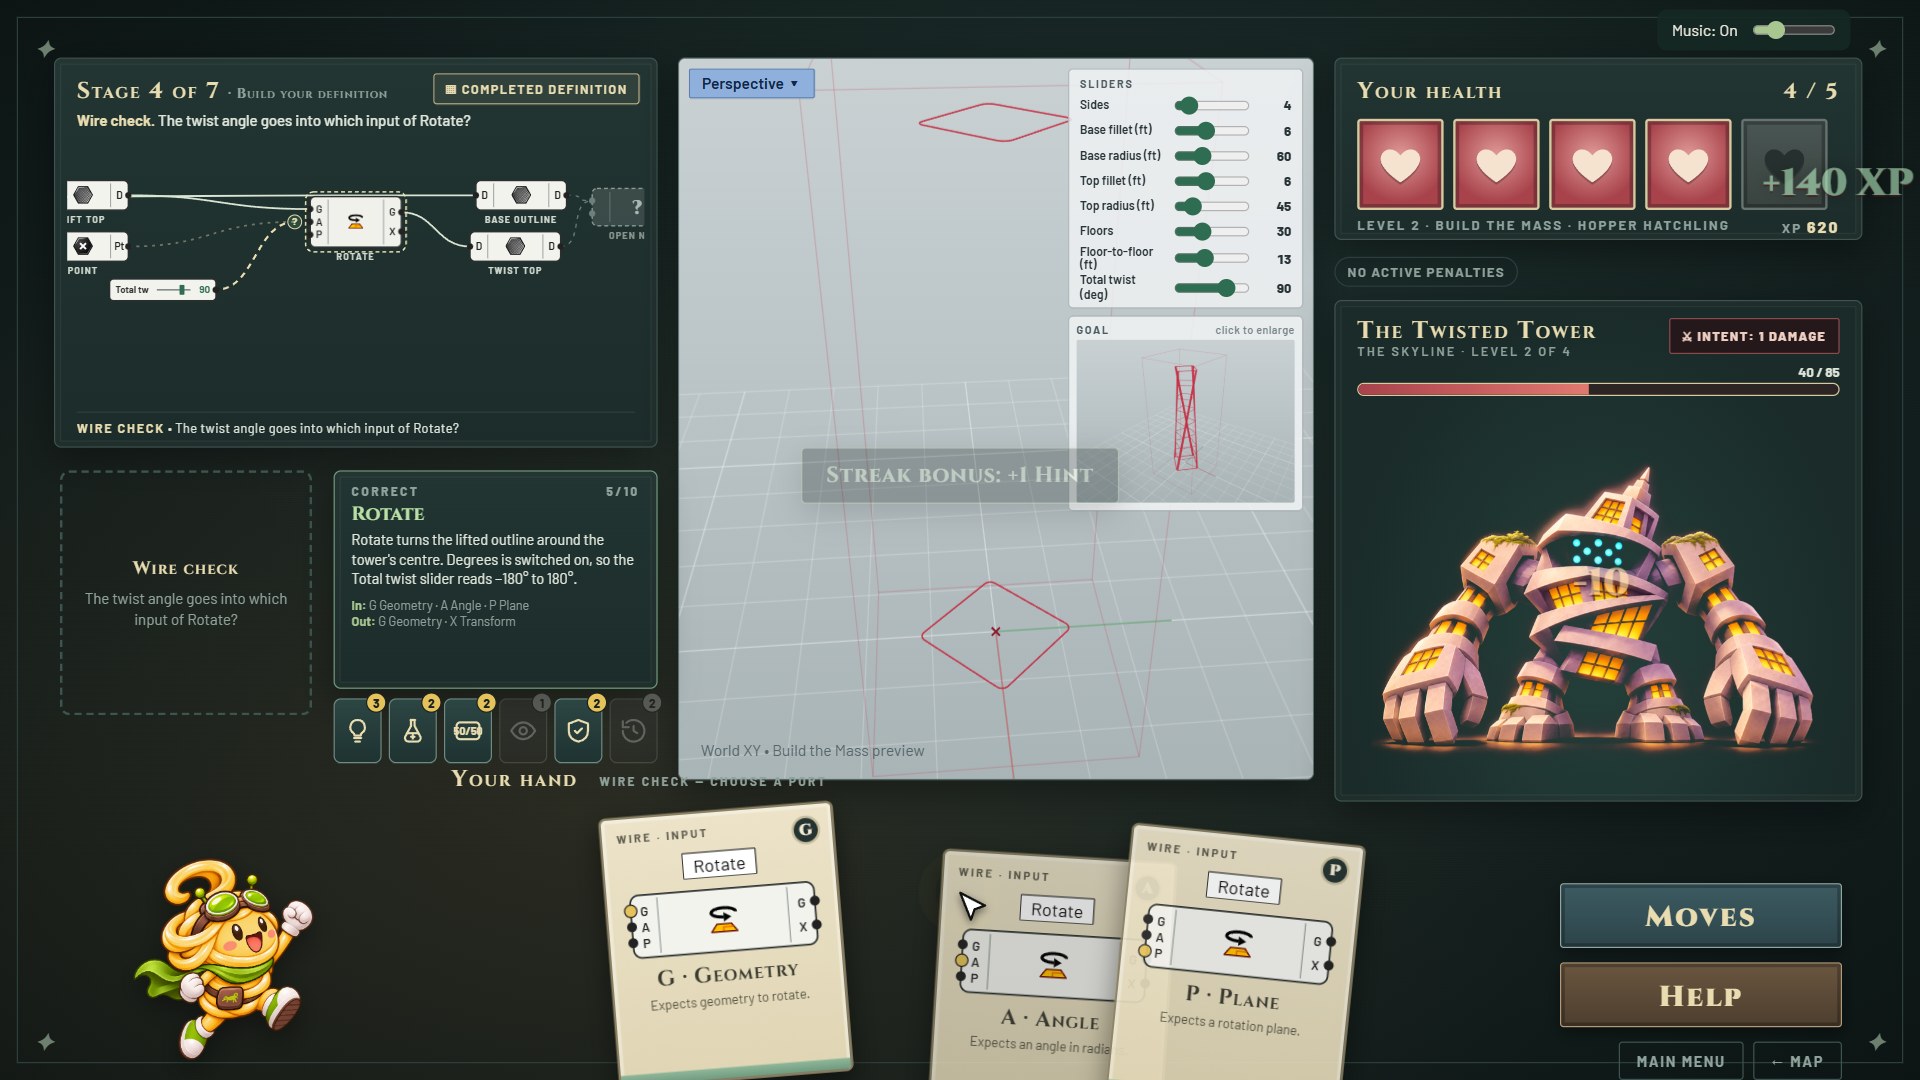 Music: On
Stage 4 of 7 · Build your definition
COMPLETED DEFINITION
Wire check. The twist angle goes into which input of Rotate?
D
IFT TOP
Pt
POINT
Total tw 90
?
G
A
P
G
X
ROTATE
D D
BASE OUTLINE
D D
TWIST TOP
?
OPEN N
WIRE CHECK • The twist angle goes into which input of Rotate?
Wire check
The twist angle goes into which
input of Rotate?
CORRECT 5/10
Rotate
Rotate turns the lifted outline around the
tower's centre. Degrees is switched on, so the
Total twist slider reads −180° to 180°.
In: G Geometry · A Angle · P Plane
Out: G Geometry · X Transform
3 2 2 1 2 2
50/50
Perspective ▼
SLIDERS
Sides 4
Base fillet (ft) 6
Base radius (ft) 60
Top fillet (ft) 6
Top radius (ft) 45
Floors 30
Floor-to-floor (ft) 13
Total twist (deg) 90
GOAL click to enlarge
Streak bonus: +1 Hint
World XY • Build the Mass preview
Your health 4 / 5
+140 XP
LEVEL 2 · BUILD THE MASS · HOPPER HATCHLING
XP 620
NO ACTIVE PENALTIES
The Twisted Tower
THE SKYLINE · LEVEL 2 OF 4
INTENT: 1 DAMAGE
40 / 85
-10
Your hand WIRE CHECK — CHOOSE A PORT
WIRE · INPUT G
Rotate
G
A
P
G
X
G · Geometry
Expects geometry to rotate.
WIRE · INPUT A
Rotate
G
A
P
X
A · Angle
Expects an angle in radia
WIRE · INPUT P
Rotate
G
A
P
G
X
P · Plane
Expects a rotation plane.
Moves
Help
MAIN MENU
← MAP